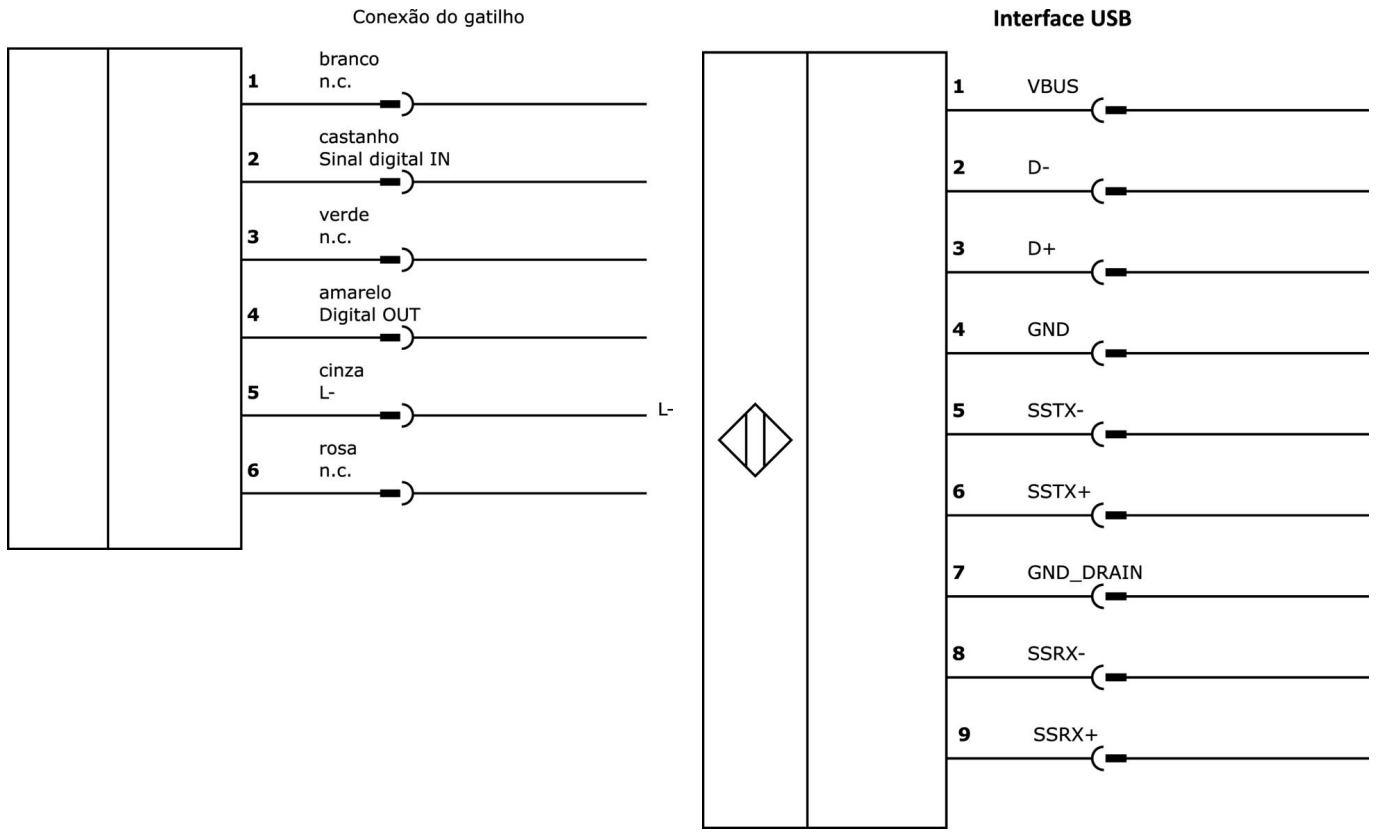 Conexão do gatilho
branco
1 n.c.
castanho
2 Sinal digital IN
verde
3 n.c.
amarelo
4 Digital OUT
cinza
5 L-
L-
rosa
6 n.c.
Interface USB
1 VBUS
2 D-
3 D+
4 GND
5 SSTX-
6 SSTX+
7 GND_DRAIN
8 SSRX-
9 SSRX+